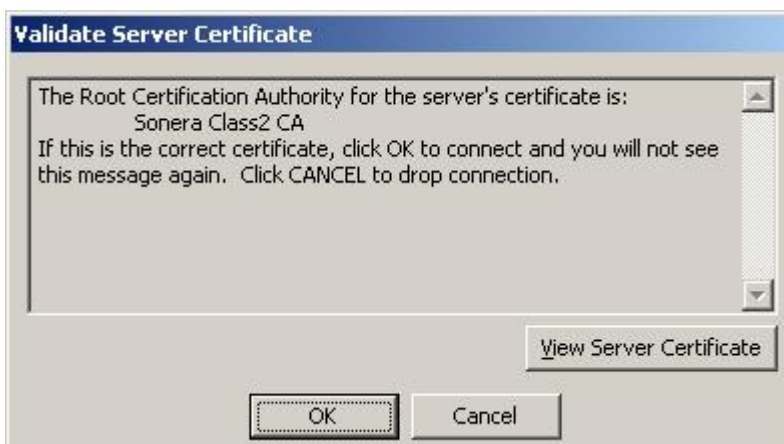 Validate Server Certificate
The Root Certification Authority for the server's certificate is:
Sonera Class2 CA
If this is the correct certificate, click OK to connect and you will not see
this message again.  Click CANCEL to drop connection.
View Server Certificate
OK
Cancel